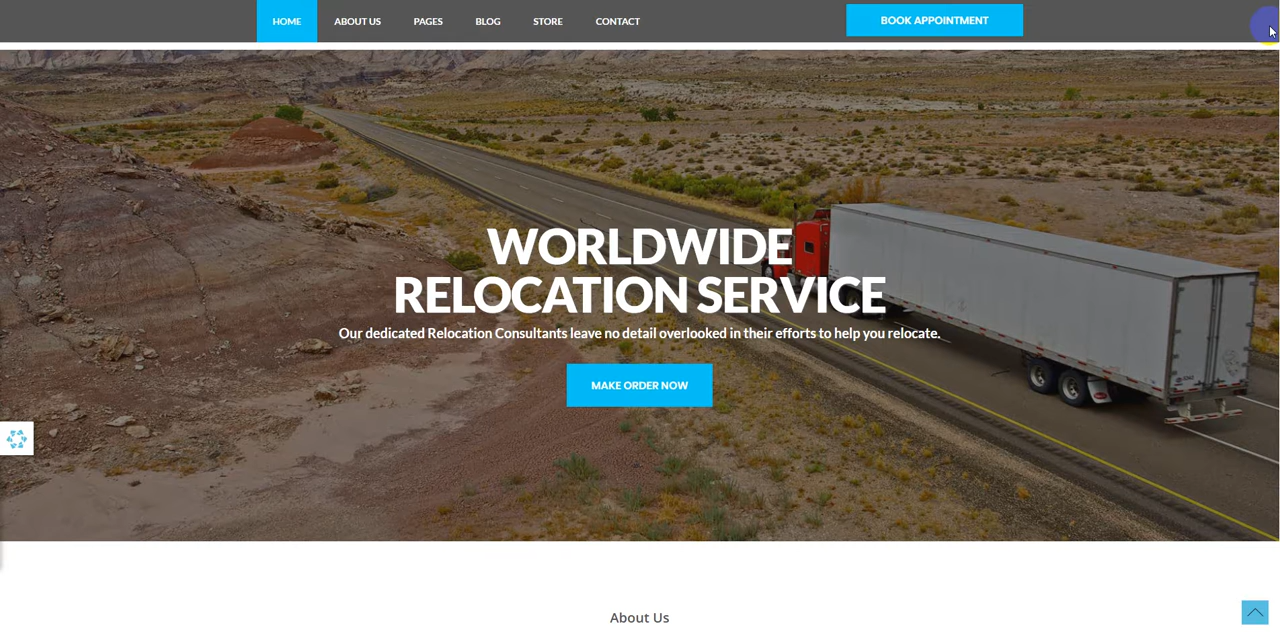 HOME ABOUT US PAGES BLOG STORE CONTACT BOOK APPOINTMENT
WORLDWIDE
RELOCATION SERVICE
Our dedicated Relocation Consultants leave no detail overlooked in their efforts to help you relocate.
MAKE ORDER NOW
About Us